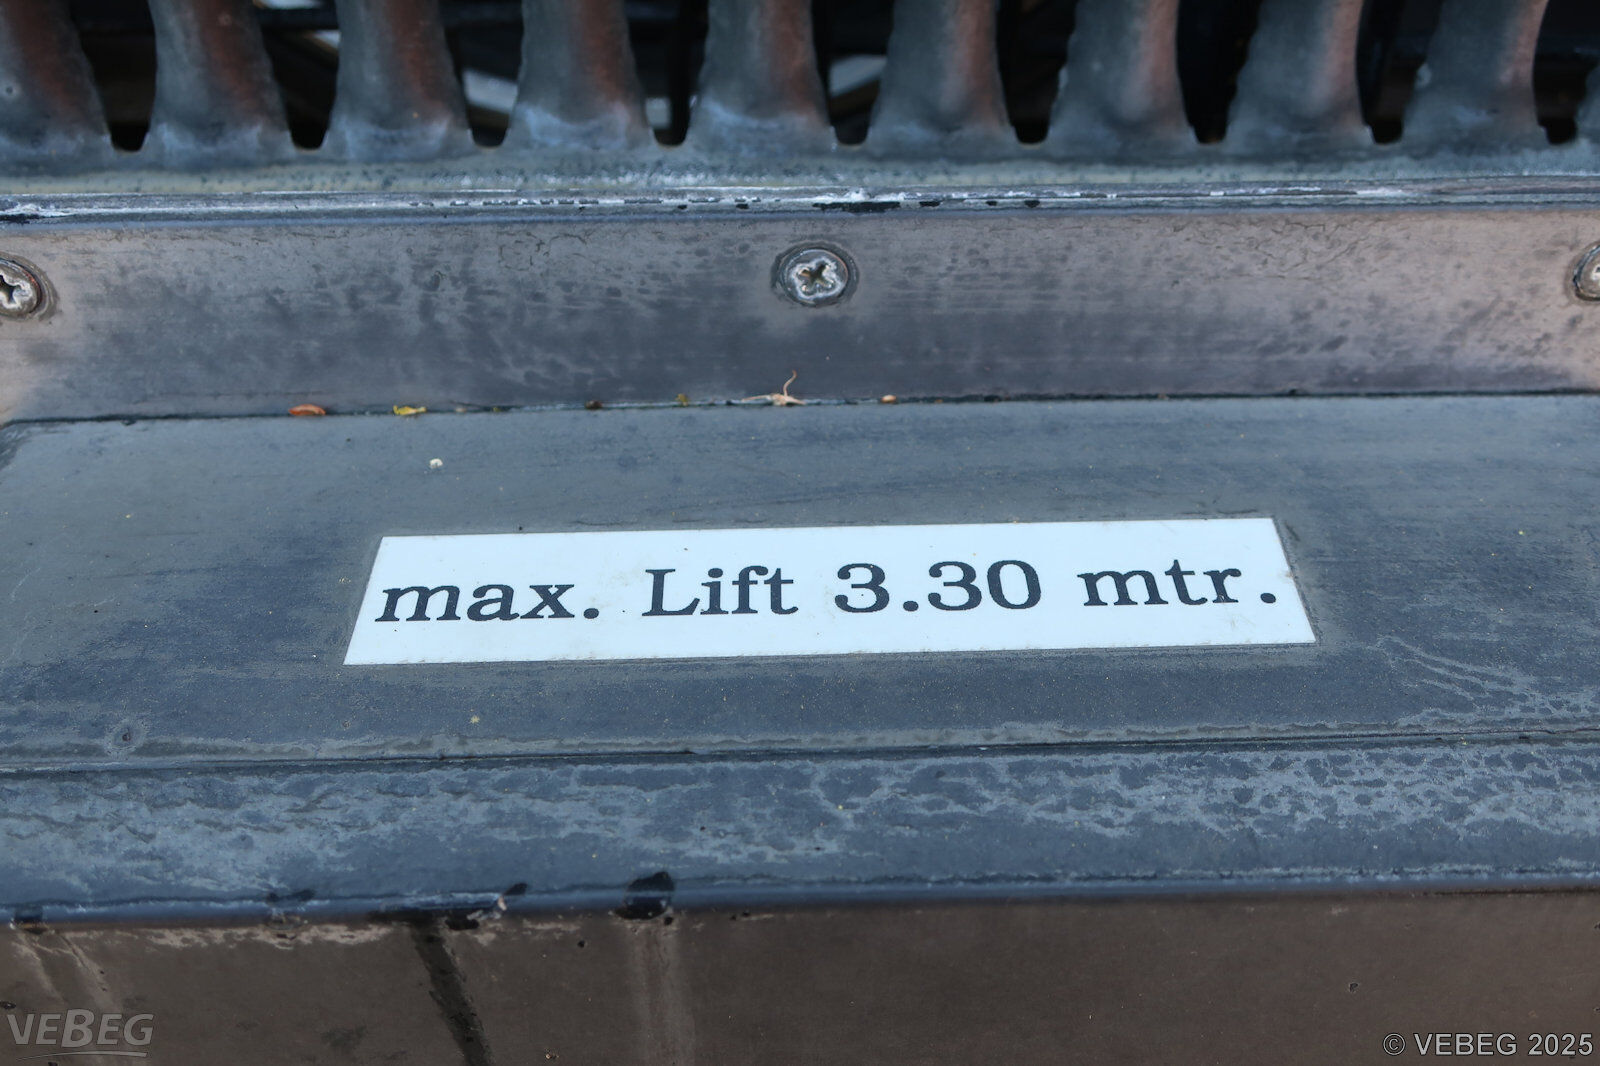 max. Lift 3.30 mtr.
VEBEG
© VEBEG 2025